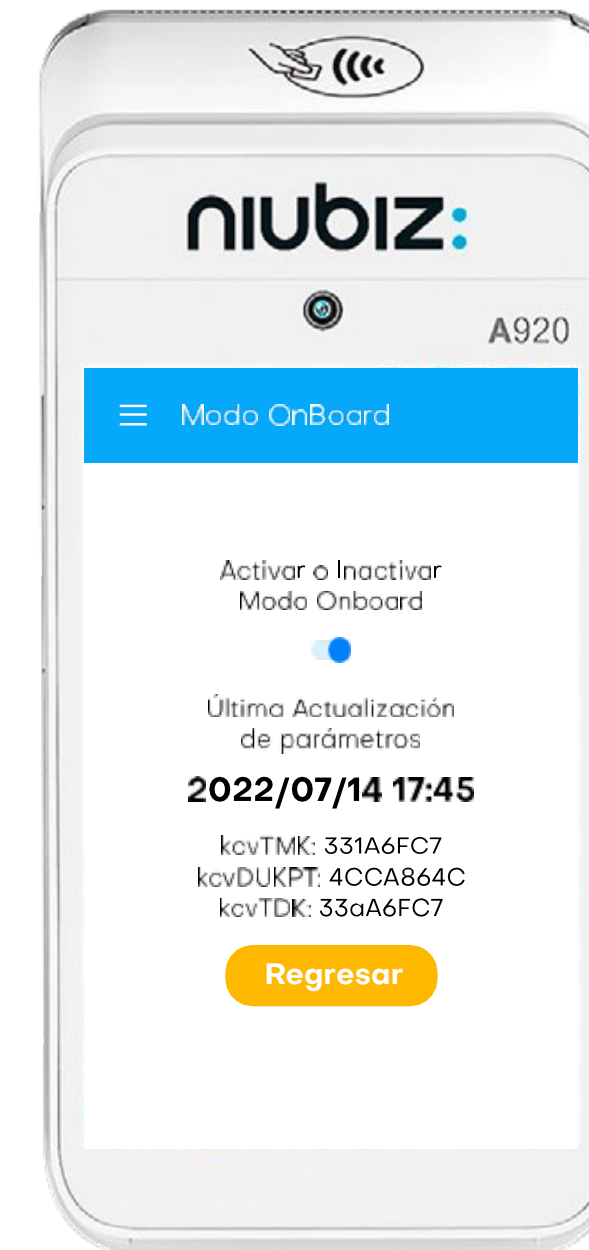 niubiz:
A920
Modo OnBoard
Activar o Inactivar
Modo Onboard
Última Actualización
de parámetros
2022/07/14 17:45
kcvTMK: 331A6FC7
kcvDUKPT: 4CCA864C
kcvTDK: 33aA6FC7
Regresar